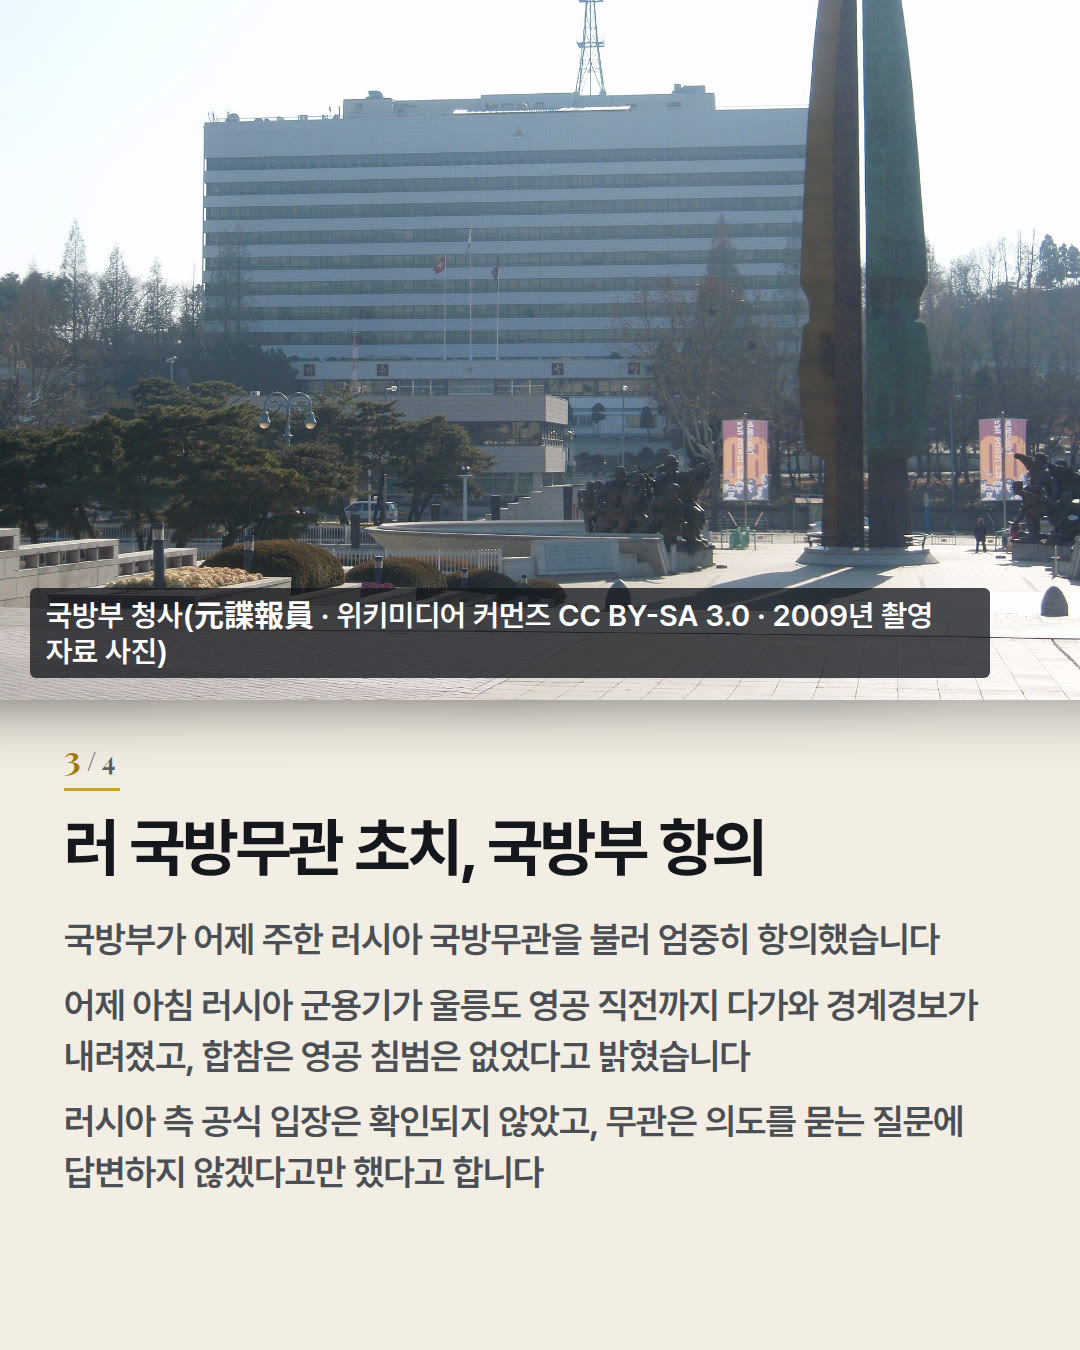 국방부 청사(元諜報員 · 위키미디어 커먼즈 CC BY-SA 3.0 · 2009년 촬영
자료 사진)
3 / 4
러 국방무관 초치, 국방부 항의
국방부가 어제 주한 러시아 국방무관을 불러 엄중히 항의했습니다
어제 아침 러시아 군용기가 울릉도 영공 직전까지 다가와 경계경보가
내려졌고, 합참은 영공 침범은 없었다고 밝혔습니다
러시아 측 공식 입장은 확인되지 않았고, 무관은 의도를 묻는 질문에
답변하지 않겠다고만 했다고 합니다